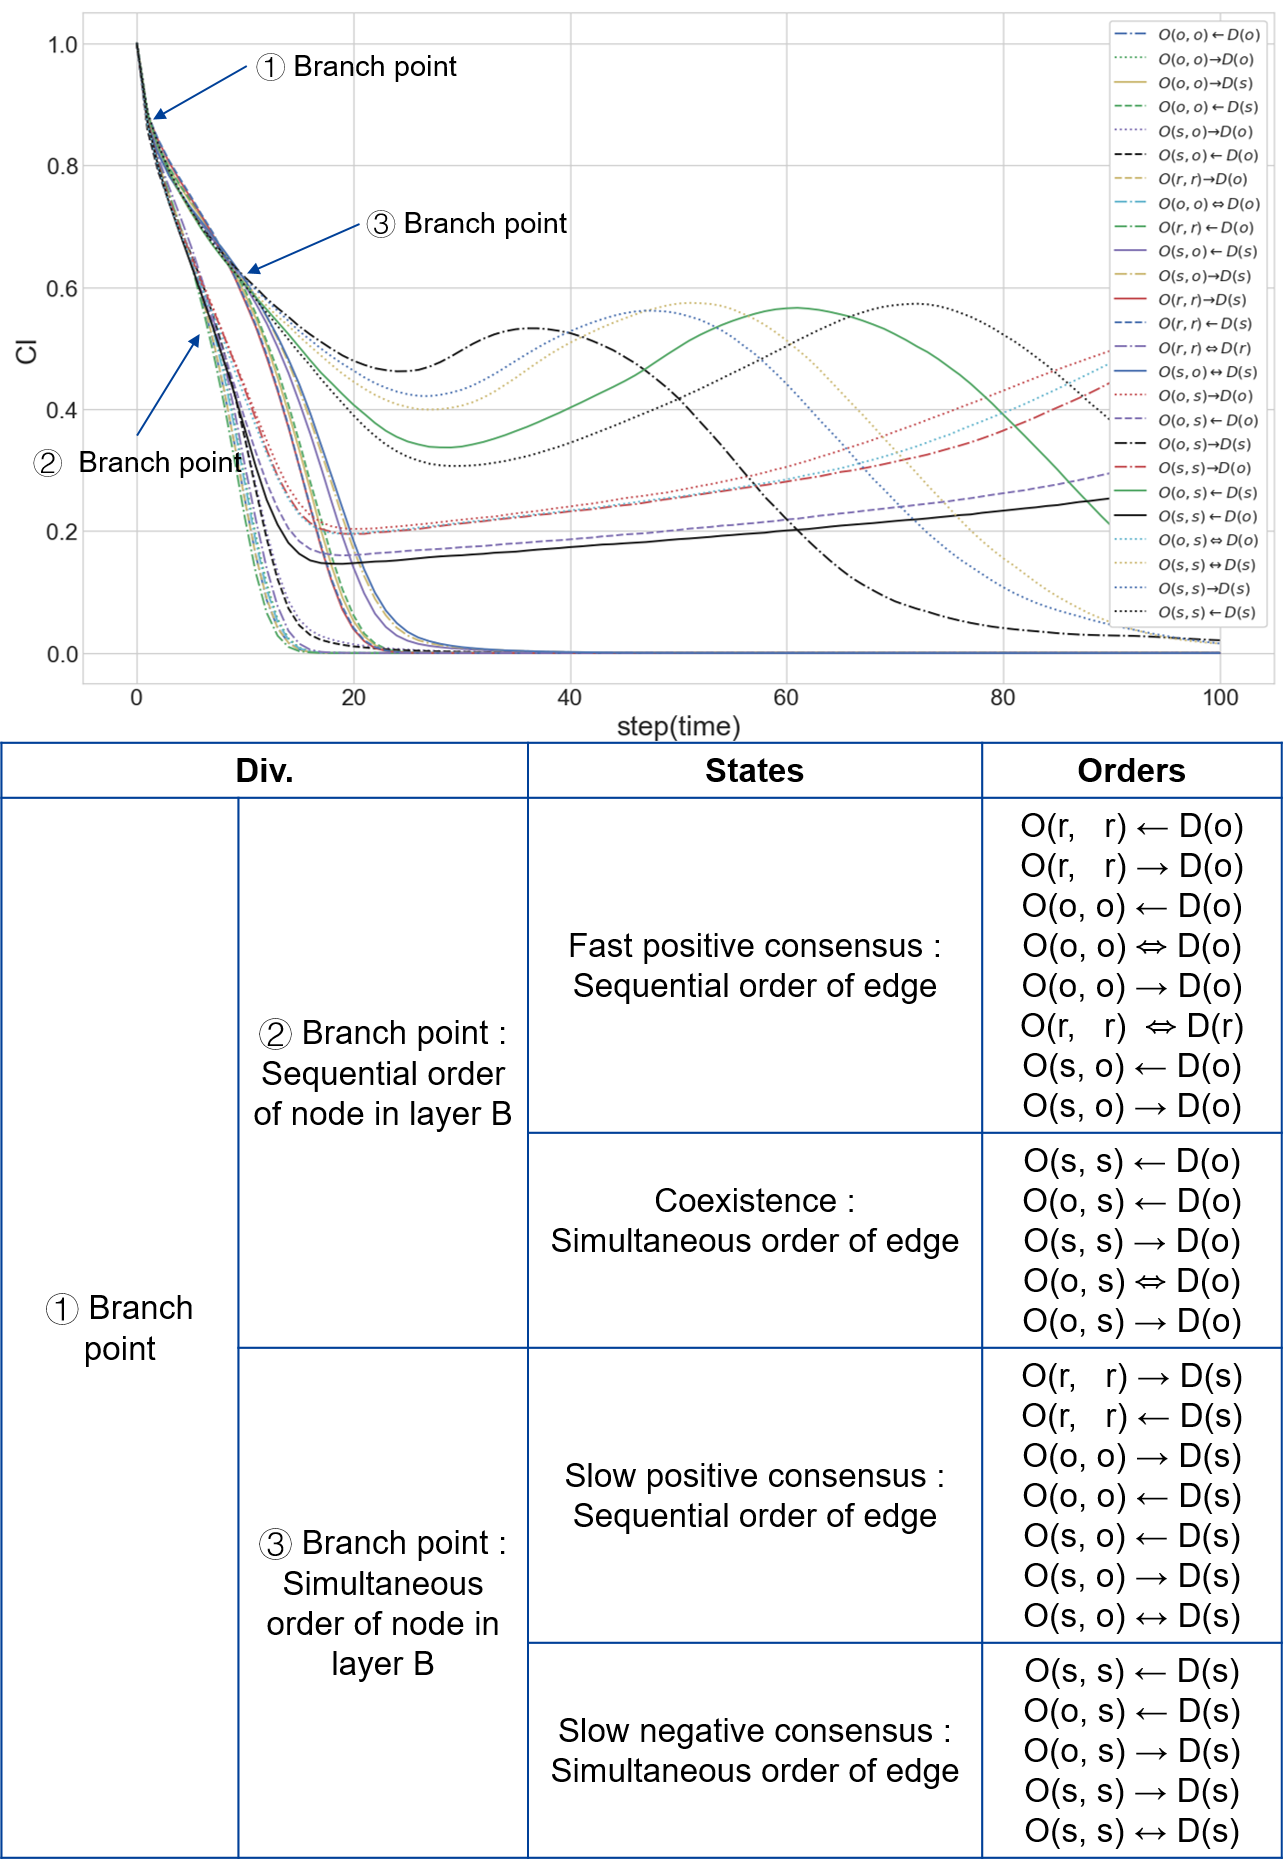 1.0
0.8
0.6
0.4
0.2
0.0
CI
0
20
40
60
80
100
step(time)
① Branch point
③ Branch point
② Branch point
O(o, o)←D(o)
O(o, o)→D(o)
O(o, o)→D(s)
O(o, o)←D(s)
O(s, o)→D(o)
O(s, o)←D(o)
O(r, r)→D(o)
O(o, o)⇔D(o)
O(r, r)←D(o)
O(s, o)←D(s)
O(s, o)→D(s)
O(r, r)→D(s)
O(r, r)←D(s)
O(r, r)⇔D(r)
O(s, o)↔D(s)
O(o, s)→D(o)
O(o, s)←D(o)
O(o, s)→D(s)
O(s, s)→D(o)
O(o, s)←D(s)
O(s, s)←D(o)
O(o, s)⇔D(o)
O(s, s)↔D(s)
O(s, s)→D(s)
O(s, s)←D(s)
Div.
States
Orders
① Branch
point
② Branch point :
Sequential order
of node in layer B
Fast positive consensus :
Sequential order of edge
O(r, r) ← D(o)
O(r, r) → D(o)
O(o, o) ← D(o)
O(o, o) ⇔ D(o)
O(o, o) → D(o)
O(r, r) ⇔ D(r)
O(s, o) ← D(o)
O(s, o) → D(o)
Coexistence :
Simultaneous order of edge
O(s, s) ← D(o)
O(o, s) ← D(o)
O(s, s) → D(o)
O(o, s) ⇔ D(o)
O(o, s) → D(o)
③ Branch point :
Simultaneous
order of node in
layer B
Slow positive consensus :
Sequential order of edge
O(r, r) → D(s)
O(r, r) ← D(s)
O(o, o) → D(s)
O(o, o) ← D(s)
O(s, o) ← D(s)
O(s, o) → D(s)
O(s, o) ↔ D(s)
Slow negative consensus :
Simultaneous order of edge
O(s, s) ← D(s)
O(o, s) ← D(s)
O(o, s) → D(s)
O(s, s) → D(s)
O(s, s) ↔ D(s)